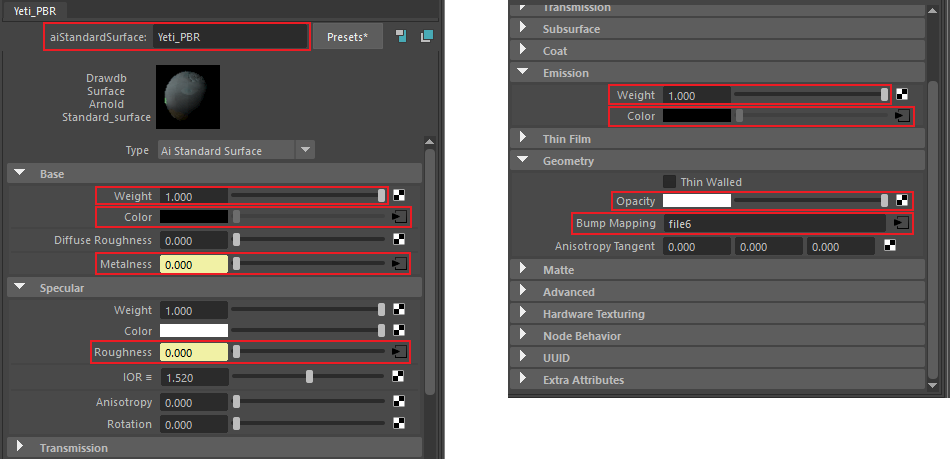 Yeti_PBR
aiStandardSurface: Yeti_PBR Presets*
Drawdb
Surface
Arnold
Standard_surface
Type Ai Standard Surface
Base
Weight 1.000
Color
Diffuse Roughness 0.000
Metalness 0.000
Specular
Weight 1.000
Color
Roughness 0.000
IOR ≡ 1.520
Anisotropy 0.000
Rotation 0.000
Transmission
Transmission
Subsurface
Coat
Emission
Weight 1.000
Color
Thin Film
Geometry
Thin Walled
Opacity
Bump Mapping file6
Anisotropy Tangent 0.000 0.000 0.000
Matte
Advanced
Hardware Texturing
Node Behavior
UUID
Extra Attributes